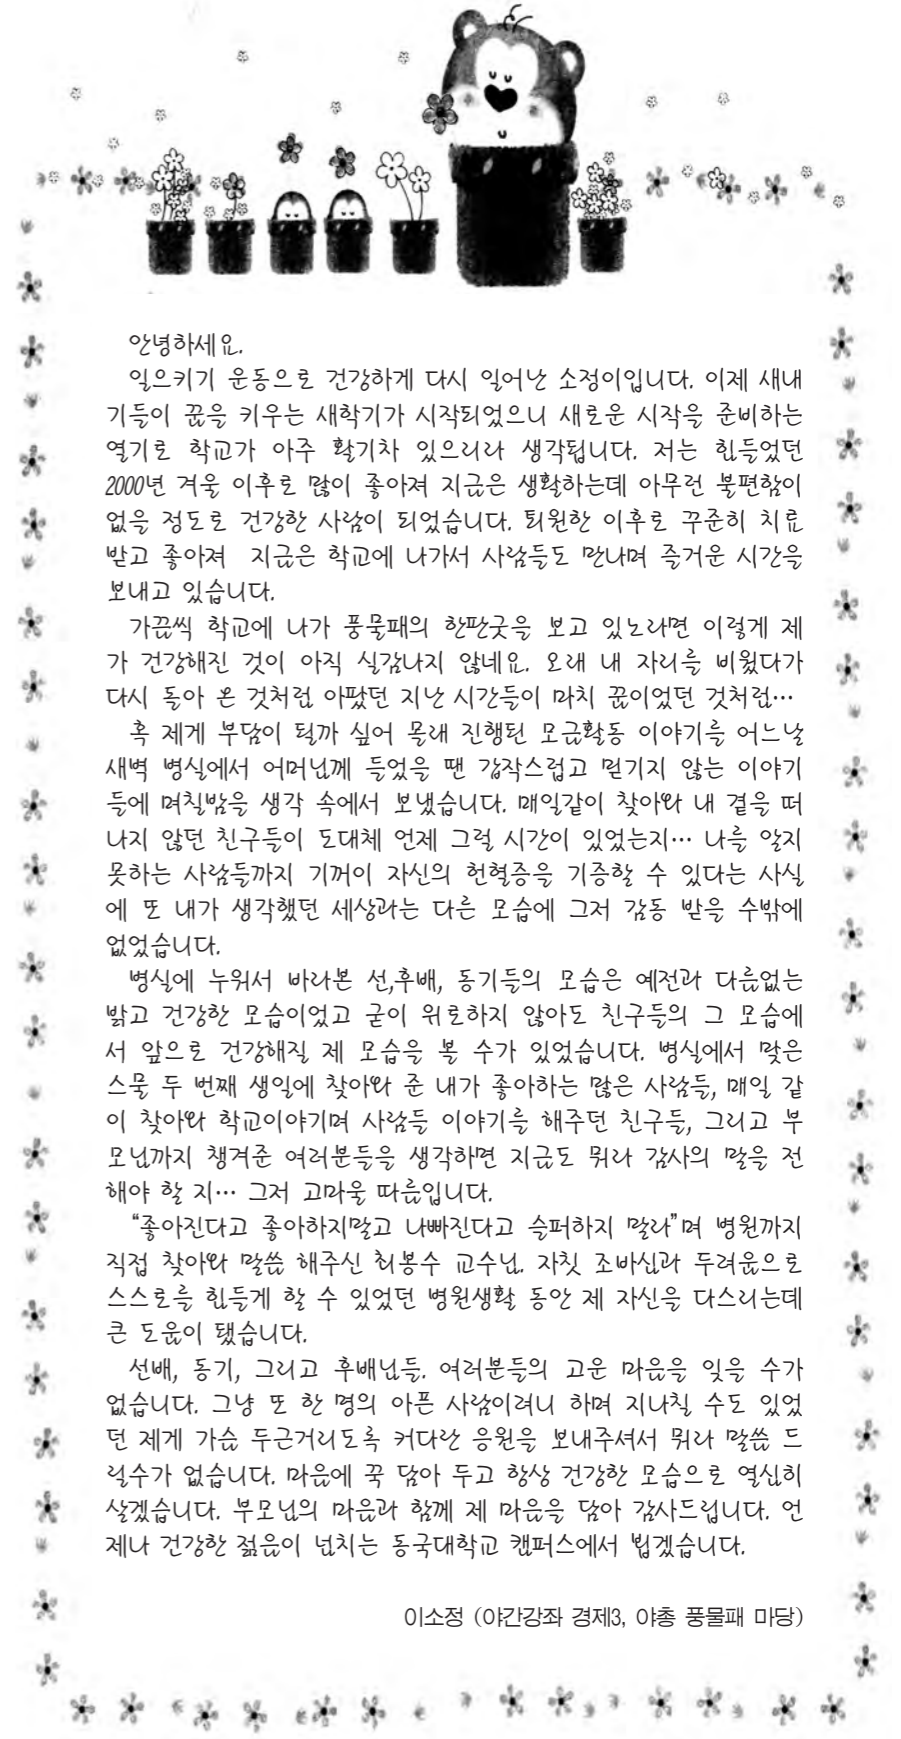 안녕하세요.
일으키기 운동으로 건강하게 다시 일어난 소정이입니다. 이제 새내
기들이 꿈을 키우는 새학기가 시작되었으니 새로운 시작을 준비하는
열기로 학교가 아주 활기차 있으리라 생각됩니다. 저는 힘들었던
2000년 겨울 이후로 많이 좋아져 지금은 생활하는데 아무런 불편함이
없을 정도로 건강한 사람이 되었습니다. 퇴원한 이후로 꾸준히 치료
받고 좋아져 지금은 학교에 나가서 사람들도 만나며 즐거운 시간을
보내고 있습니다.
가끔씩 학교에 나가 풍물패의 한판굿을 보고 있노라면 이렇게 제
가 건강해진 것이 아직 실감나지 않네요. 오래 내 자리를 비웠다가
다시 돌아 온 것처럼 아팠던 지난 시간들이 마치 꿈이었던 것처럼…
혹 제게 부담이 될까 싶어 몰래 진행된 모금활동 이야기를 어느날
새벽 병실에서 어머님께 들었을 땐 갑작스럽고 믿기지 않는 이야기
들에 며칠밤을 생각 속에서 보냈습니다. 매일같이 찾아와 내 곁을 떠
나지 않던 친구들이 도대체 언제 그럴 시간이 있었는지… 나를 알지
못하는 사람들까지 기꺼이 자신의 헌혈증을 기증할 수 있다는 사실
에 또 내가 생각했던 세상과는 다른 모습에 그저 감동 받을 수밖에
없었습니다.
병실에 누워서 바라본 선,후배, 동기들의 모습은 예전과 다름없는
밝고 건강한 모습이었고 굳이 위로하지 않아도 친구들의 그 모습에
서 앞으로 건강해질 제 모습을 볼 수가 있었습니다. 병실에서 맞은
스물 두 번째 생일에 찾아와 준 내가 좋아하는 많은 사람들, 매일 같
이 찾아와 학교이야기며 사람들 이야기를 해주던 친구들, 그리고 부
모님까지 챙겨준 여러분들을 생각하면 지금도 뭐라 감사의 말을 전
해야 할 지… 그저 고마울 따름입니다.
“좋아진다고 좋아하지말고 나빠진다고 슬퍼하지 말라”며 병원까지
직접 찾아와 말씀 해주신 허봉수 교수님. 자칫 조바심과 두려움으로
스스로를 힘들게 할 수 있었던 병원생활 동안 제 자신을 다스리는데
큰 도움이 됐습니다.
선배, 동기, 그리고 후배님들. 여러분들의 고운 마음을 잊을 수가
없습니다. 그냥 또 한 명의 아픈 사람이려니 하며 지나칠 수도 있었
던 제게 가슴 두근거리도록 커다란 응원을 보내주셔서 뭐라 말씀 드
릴수가 없습니다. 마음에 꾹 담아 두고 항상 건강한 모습으로 열심히
살겠습니다. 부모님의 마음과 함께 제 마음을 담아 감사드립니다. 언
제나 건강한 젊음이 넘치는 동국대학교 캠퍼스에서 뵙겠습니다.
이소정 (야간강좌 경제3, 야총 풍물패 마당)